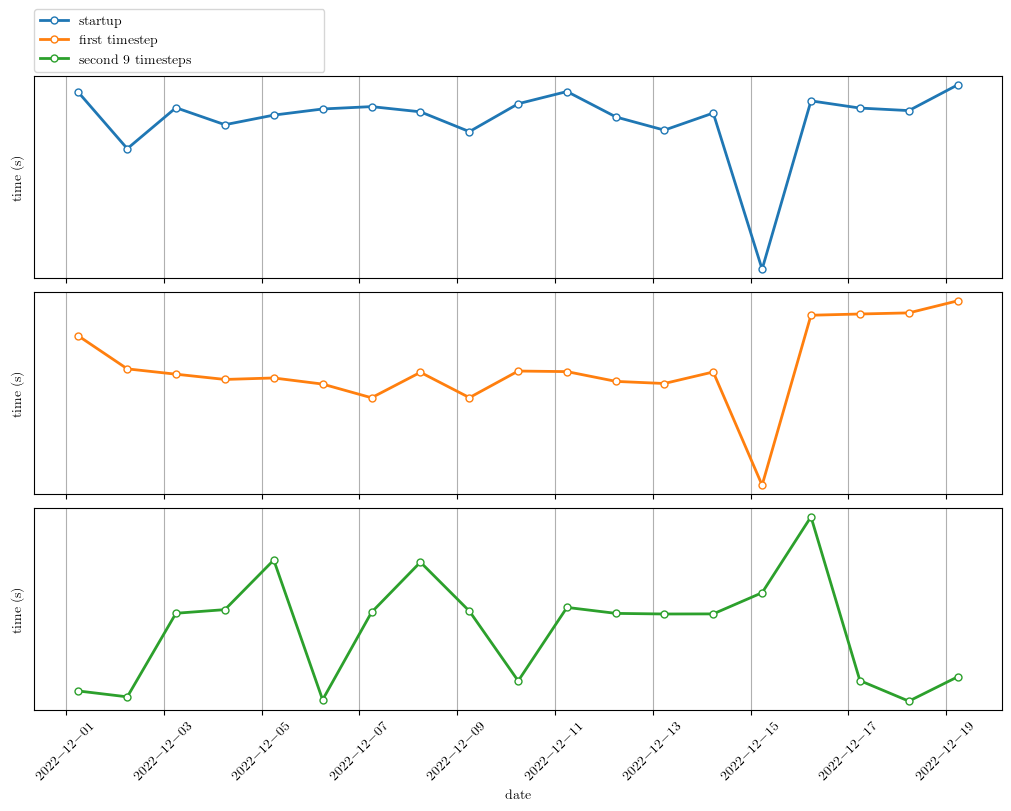 startup
first timestep
second 9 timesteps
time (s)
time (s)
time (s)
2022−12−01
2022−12−03
2022−12−05
2022−12−07
2022−12−09
2022−12−11
2022−12−13
2022−12−15
2022−12−17
2022−12−19
date